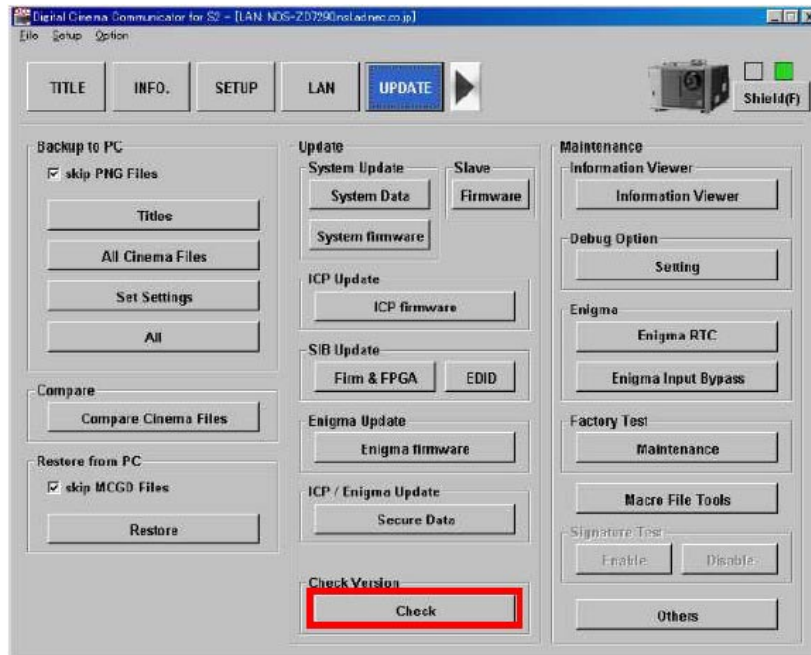 Digital Cinema Communicator for S2 - [LAN: NDS-ZD7290nsl.ad.nec.co.jp]
File Setup Option
TITLE INFO. SETUP LAN UPDATE
Shield(F)
Backup to PC
skip PNG Files
Titles
All Cinema Files
Set Settings
All
Compare
Compare Cinema Files
Restore from PC
skip MCGD Files
Restore
Update
System Update Slave
System Data Firmware
System firmware
ICP Update
ICP firmware
SIB Update
Firm & FPGA EDID
Enigma Update
Enigma firmware
ICP / Enigma Update
Secure Data
Check Version
Check
Maintenance
Information Viewer
Information Viewer
Debug Option
Setting
Enigma
Enigma RTC
Enigma Input Bypass
Factory Test
Maintenance
Macro File Tools
Signature Test
Enable Disable
Others